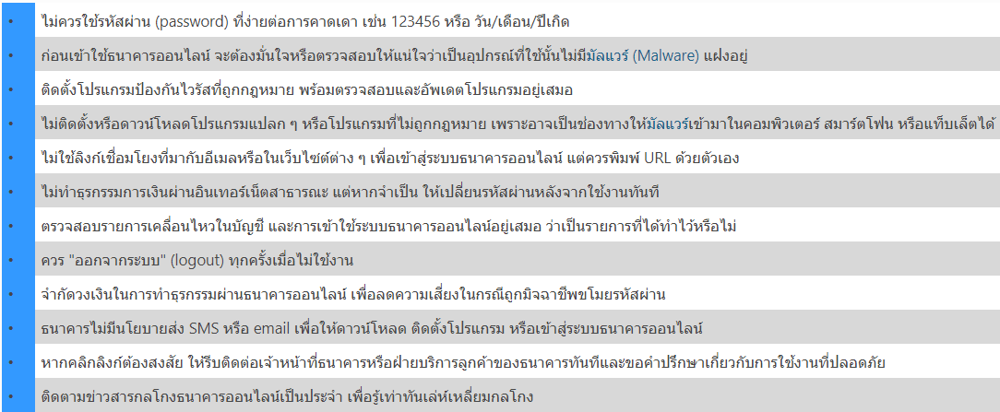 • ไม่ควรใช้รหัสผ่าน (password) ที่ง่ายต่อการคาดเดา เช่น 123456 หรือ วัน/เดือน/ปีเกิด
• ก่อนเข้าใช้ธนาคารออนไลน์ จะต้องมั่นใจหรือตรวจสอบให้แน่ใจว่าเป็นอุปกรณ์ที่ใช้นั้นไม่มีมัลแวร์ (Malware) แฝงอยู่
• ติดตั้งโปรแกรมป้องกันไวรัสที่ถูกกฎหมาย พร้อมตรวจสอบและอัพเดตโปรแกรมอยู่เสมอ
• ไม่ติดตั้งหรือดาวน์โหลดโปรแกรมแปลก ๆ หรือโปรแกรมที่ไม่ถูกกฎหมาย เพราะอาจเป็นช่องทางให้มัลแวร์เข้ามาในคอมพิวเตอร์ สมาร์ตโฟน หรือแท็บเล็ตได้
• ไม่ใช้ลิงก์เชื่อมโยงที่มากับอีเมลหรือในเว็บไซต์ต่าง ๆ เพื่อเข้าสู่ระบบธนาคารออนไลน์ แต่ควรพิมพ์ URL ด้วยตัวเอง
• ไม่ทำธุรกรรมการเงินผ่านอินเทอร์เน็ตสาธารณะ แต่หากจำเป็น ให้เปลี่ยนรหัสผ่านหลังจากใช้งานทันที
• ตรวจสอบรายการเคลื่อนไหวในบัญชี และการเข้าใช้ระบบธนาคารออนไลน์อยู่เสมอ ว่าเป็นรายการที่ได้ทำไว้หรือไม่
• ควร "ออกจากระบบ" (logout) ทุกครั้งเมื่อไม่ใช้งาน
• จำกัดวงเงินในการทำธุรกรรมผ่านธนาคารออนไลน์ เพื่อลดความเสี่ยงในกรณีถูกมิจฉาชีพขโมยรหัสผ่าน
• ธนาคารไม่มีนโยบายส่ง SMS หรือ email เพื่อให้ดาวน์โหลด ติดตั้งโปรแกรม หรือเข้าสู่ระบบธนาคารออนไลน์
• หากคลิกลิงก์ต้องสงสัย ให้รีบติดต่อเจ้าหน้าที่ธนาคารหรือฝ่ายบริการลูกค้าของธนาคารทันทีและขอคำปรึกษาเกี่ยวกับการใช้งานที่ปลอดภัย
• ติดตามข่าวสารกลโกงธนาคารออนไลน์เป็นประจำ เพื่อรู้เท่าทันเล่ห์เหลี่ยมกลโกง